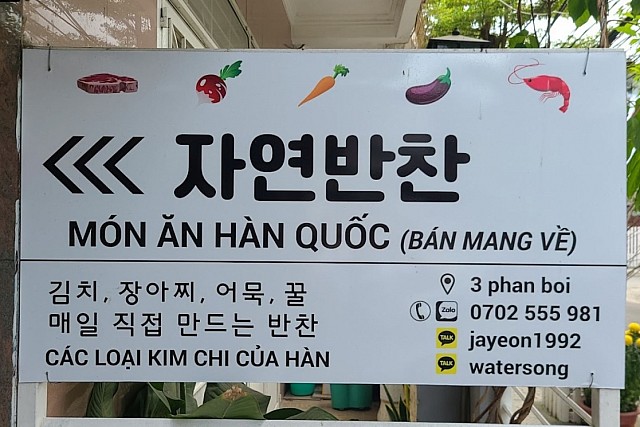 <<< 자연반찬
MÓN ĂN HÀN QUỐC (BÁN MANG VỀ)
김치, 장아찌, 어묵, 꿀
매일 직접 만드는 반찬
CÁC LOẠI KIM CHI CỦA HÀN
3 phan boi
Zalo 0702 555 981
TALK jayeon1992
TALK watersong